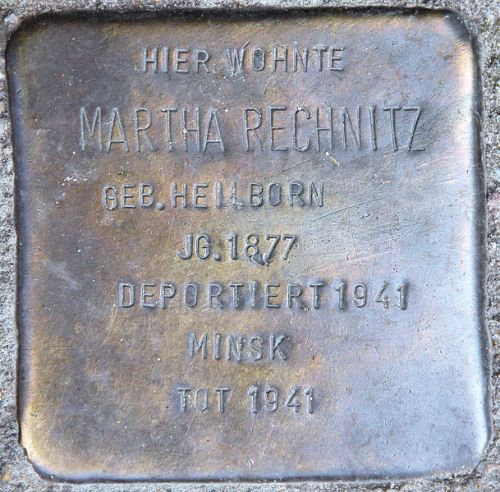 HIER WOHNTE
MARTHA RECHNITZ
GEB. HEILBORN
JG. 1877
DEPORTIERT 1941
MINSK
TOT 1941